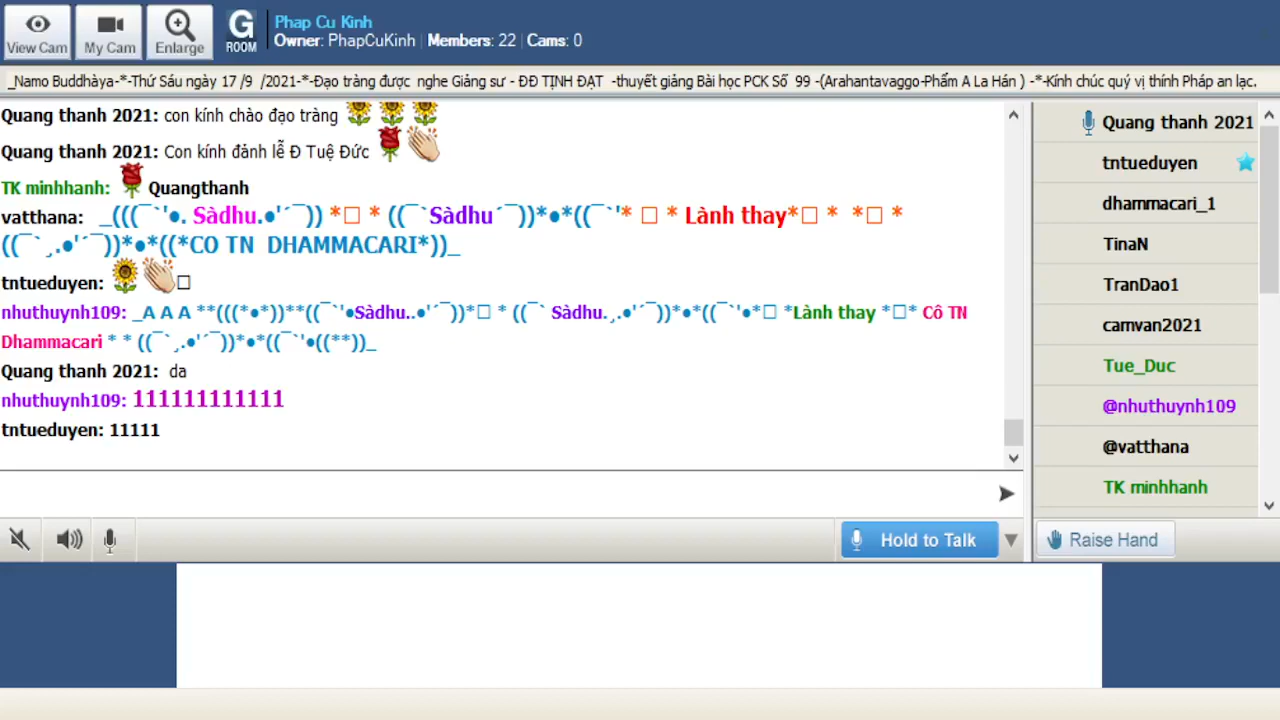 View Cam
My Cam
Enlarge
G
ROOM
Phap Cu Kinh
Owner: PhapCuKinh | Members: 22 | Cams: 0
_Namo Buddhàya-*-Thứ Sáu ngày 17 /9 /2021-*-Đạo tràng được nghe Giảng sư - ĐĐ TỊNH ĐẠT -thuyết giảng Bài học PCK Số 99 -(Arahantavaggo-Phẩm A La Hán ) -*-Kính chúc quý vị thính Pháp an lạc.
Quang thanh 2021: con kính chào đạo tràng 🌻 🌻 🌻
Quang thanh 2021: Con kính đảnh lễ Đ Tuệ Đức 🌹 👏
TK minhhanh: 🌹 Quangthanh
vatthana: _(((¯`'●. Sàdhu.●'´¯)) *□ * ((¯`Sàdhu´¯))*●*((¯`'* □ * Lành thay*□ * *□ *
((¯`¸.●'´¯))*●*((*CO TN DHAMMACARI*))_
tntueduyen: 🌻 👏□
nhuthuynh109: _A A A **(((*●*))**((¯`'●Sàdhu..●'´¯))*□ * ((¯` Sàdhu.¸.●'´¯))*●*((¯`'●*□ *Lành thay *□* Cô TN
Dhammacari * * ((¯`¸.●'´¯))*●*((¯`'●((**))_
Quang thanh 2021: da
nhuthuynh109: 111111111111
tntueduyen: 11111
Hold to Talk
Quang thanh 2021
tntueduyen
dhammacari_1
TinaN
TranDao1
camvan2021
Tue_Duc
@nhuthuynh109
@vatthana
TK minhhanh
Raise Hand